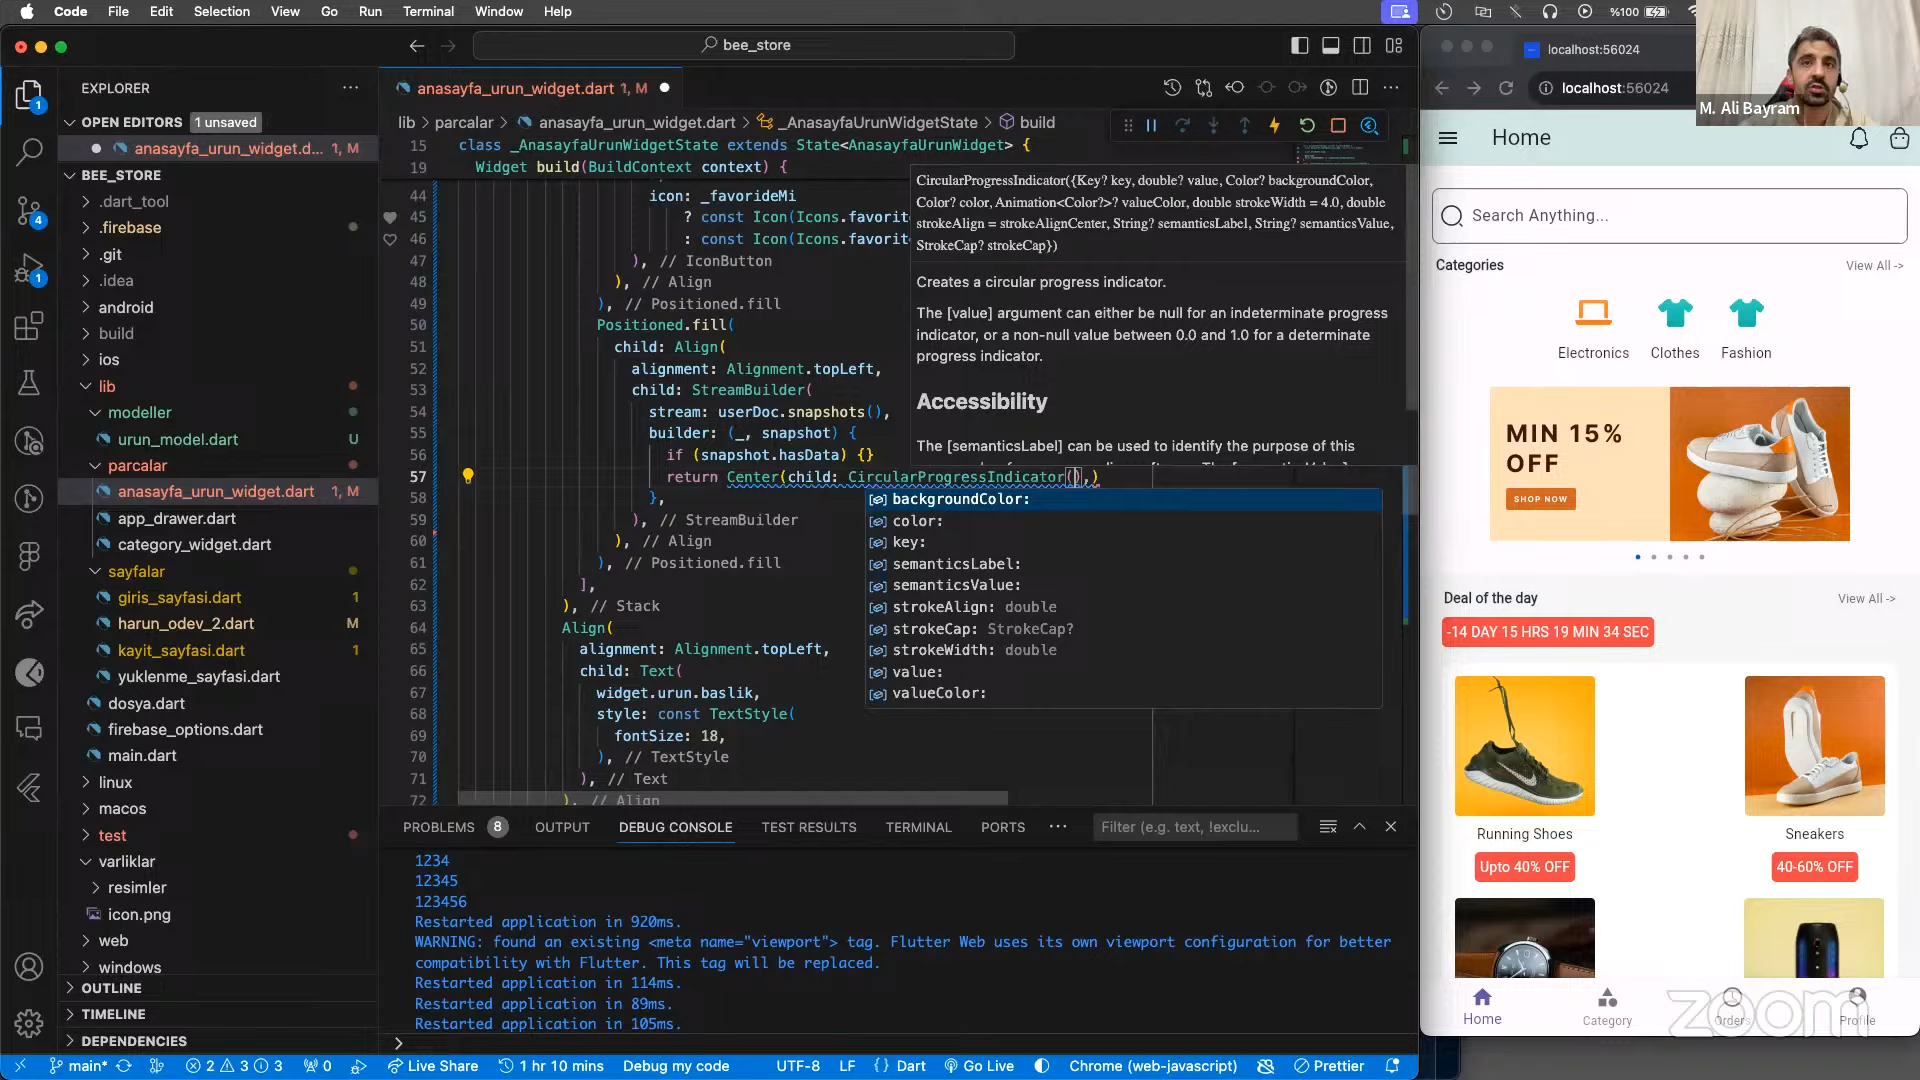 Code File Edit Selection View Go Run Terminal Window Help
%100
bee_store
EXPLORER
OPEN EDITORS 1 unsaved
anasayfa_urun_widget.d... 1, M
BEE_STORE
.dart_tool
.firebase
.git
.idea
android
build
ios
lib
modeller
urun_model.dart U
parcalar
anasayfa_urun_widget.dart 1, M
app_drawer.dart
category_widget.dart
sayfalar
giris_sayfasi.dart 1
harun_odev_2.dart M
kayit_sayfasi.dart 1
yuklenme_sayfasi.dart
dosya.dart
firebase_options.dart
main.dart
linux
macos
test
varliklar
resimler
icon.png
web
windows
OUTLINE
TIMELINE
DEPENDENCIES
1
4
1
anasayfa_urun_widget.dart 1, M
lib > parcalar > anasayfa_urun_widget.dart > _AnasayfaUrunWidgetState > build
15 class _AnasayfaUrunWidgetState extends State<AnasayfaUrunWidget> {
19 Widget build(BuildContext context) {
44 icon: _favorideMi
45 ? const Icon(Icons.favorit
46 : const Icon(Icons.favorit
47 ), // IconButton
48 ), // Align
49 ), // Positioned.fill
50 Positioned.fill(
51 child: Align(
52 alignment: Alignment.topLeft,
53 child: StreamBuilder(
54 stream: userDoc.snapshots(),
55 builder: (_, snapshot) {
56 if (snapshot.hasData) {}
57 return Center(child: CircularProgressIndicator(),)
58 },
59 ), // StreamBuilder
60 ), // Align
61 ), // Positioned.fill
62 ],
63 ), // Stack
64 Align(
65 alignment: Alignment.topLeft,
66 child: Text(
67 widget.urun.baslik,
68 style: const TextStyle(
69 fontSize: 18,
70 ), // TextStyle
71 ), // Text
72 ), // Align
CircularProgressIndicator({Key? key, double? value, Color? backgroundColor,
Color? color, Animation<Color?>? valueColor, double strokeWidth = 4.0, double
strokeAlign = strokeAlignCenter, String? semanticsLabel, String? semanticsValue,
StrokeCap? strokeCap})
Creates a circular progress indicator.
The [value] argument can either be null for an indeterminate progress
indicator, or a non-null value between 0.0 and 1.0 for a determinate
progress indicator.
Accessibility
The [semanticsLabel] can be used to identify the purpose of this
backgroundColor:
color:
key:
semanticsLabel:
semanticsValue:
strokeAlign: double
strokeCap: StrokeCap?
strokeWidth: double
value:
valueColor:
PROBLEMS 8 OUTPUT DEBUG CONSOLE TEST RESULTS TERMINAL PORTS Filter (e.g. text, !exclu...
1234
12345
123456
Restarted application in 920ms.
WARNING: found an existing <meta name="viewport"> tag. Flutter Web uses its own viewport configuration for better
compatibility with Flutter. This tag will be replaced.
Restarted application in 114ms.
Restarted application in 89ms.
Restarted application in 105ms.
main* 2 3 3 0 Live Share 1 hr 10 mins Debug my code UTF-8 LF { } Dart Go Live Chrome (web-javascript) Prettier
localhost:56024
localhost:56024
M. Ali Bayram
Home
Search Anything...
Categories View All ->
Electronics Clothes Fashion
MIN 15%
OFF
SHOP NOW
Deal of the day View All ->
-14 DAY 15 HRS 19 MIN 34 SEC
Running Shoes Sneakers
Upto 40% OFF 40-60% OFF
Home Category Orders Profile
zoom